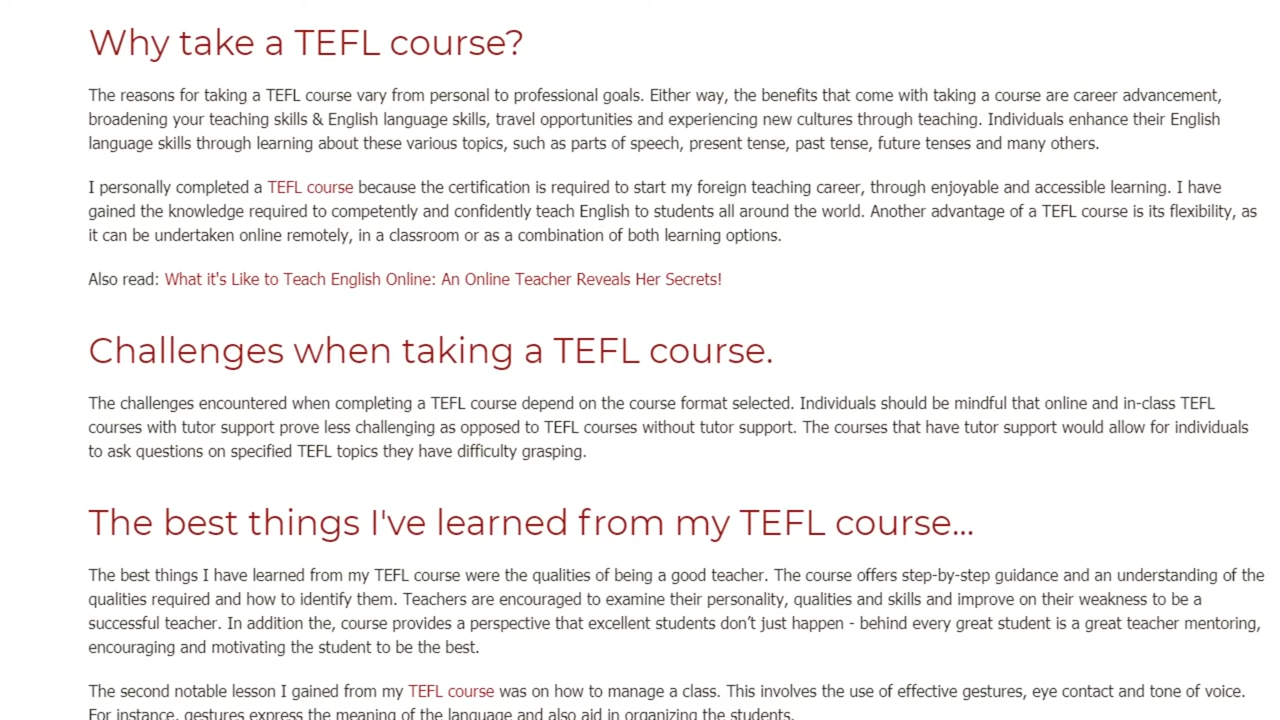 Why take a TEFL course?
The reasons for taking a TEFL course vary from personal to professional goals. Either way, the benefits that come with taking a course are career advancement,
broadening your teaching skills & English language skills, travel opportunities and experiencing new cultures through teaching. Individuals enhance their English
language skills through learning about these various topics, such as parts of speech, present tense, past tense, future tenses and many others.
I personally completed a TEFL course because the certification is required to start my foreign teaching career, through enjoyable and accessible learning. I have
gained the knowledge required to competently and confidently teach English to students all around the world. Another advantage of a TEFL course is its flexibility, as
it can be undertaken online remotely, in a classroom or as a combination of both learning options.
Also read: What it's Like to Teach English Online: An Online Teacher Reveals Her Secrets!
Challenges when taking a TEFL course.
The challenges encountered when completing a TEFL course depend on the course format selected. Individuals should be mindful that online and in-class TEFL
courses with tutor support prove less challenging as opposed to TEFL courses without tutor support. The courses that have tutor support would allow for individuals
to ask questions on specified TEFL topics they have difficulty grasping.
The best things I've learned from my TEFL course...
The best things I have learned from my TEFL course were the qualities of being a good teacher. The course offers step-by-step guidance and an understanding of the
qualities required and how to identify them. Teachers are encouraged to examine their personality, qualities and skills and improve on their weakness to be a
successful teacher. In addition the, course provides a perspective that excellent students don’t just happen - behind every great student is a great teacher mentoring,
encouraging and motivating the student to be the best.
The second notable lesson I gained from my TEFL course was on how to manage a class. This involves the use of effective gestures, eye contact and tone of voice.
For instance, gestures express the meaning of the language and also aid in organizing the students.